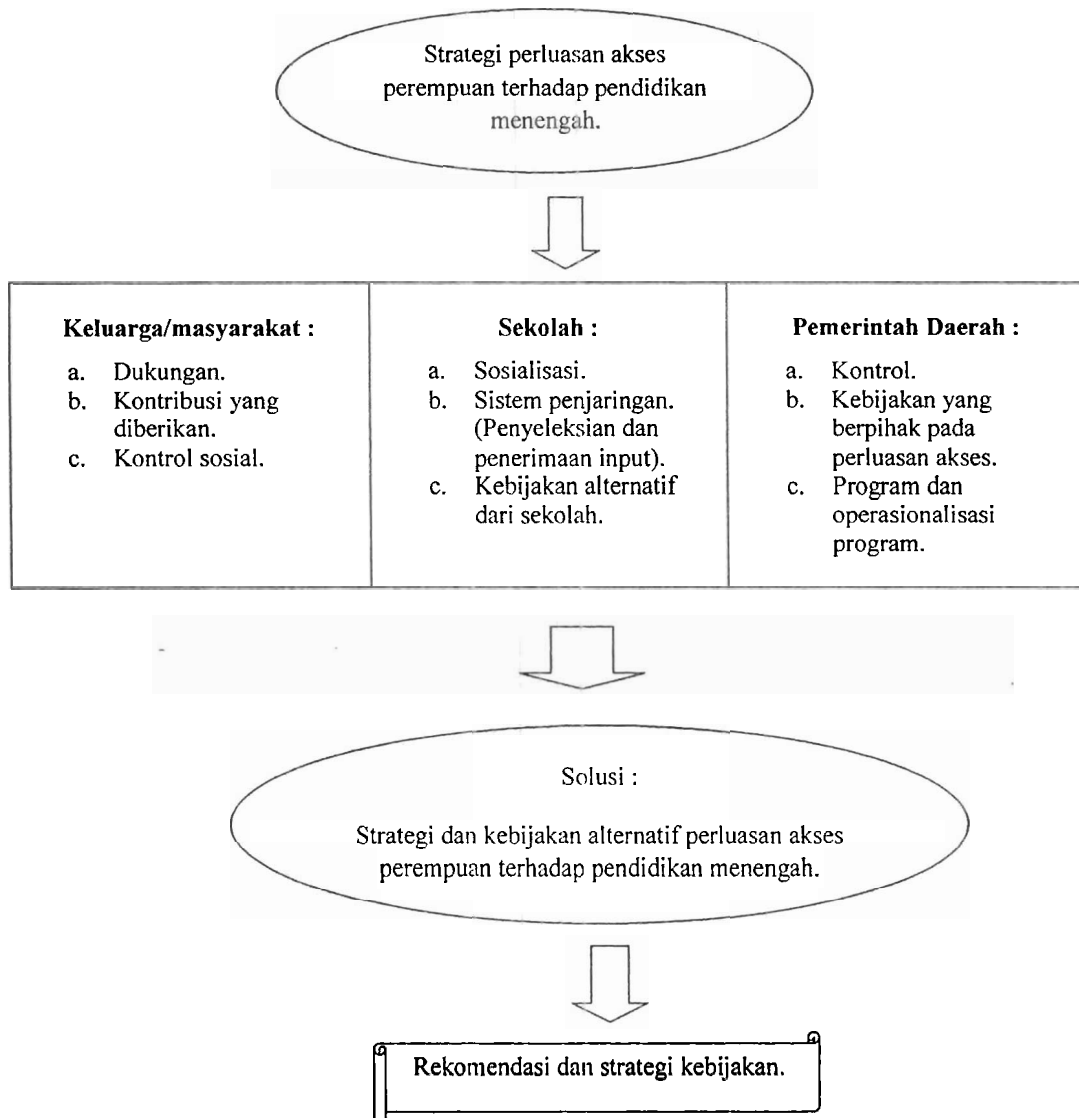 Strategi perluasan akses
perempuan terhadap pendidikan
menengah.
Keluarga/masyarakat :
a. Dukungan.
b. Kontribusi yang
diberikan.
c. Kontrol sosial.
Sekolah :
a. Sosialisasi.
b. Sistem penjaringan.
(Penyeleksian dan
penerimaan input).
c. Kebijakan alternatif
dari sekolah.
Pemerintah Daerah :
a. Kontrol.
b. Kebijakan yang
berpihak pada
perluasan akses.
c. Program dan
operasionalisasi
program.
Solusi :
Strategi dan kebijakan alternatif perluasan akses
perempuan terhadap pendidikan menengah.
Rekomendasi dan strategi kebijakan.